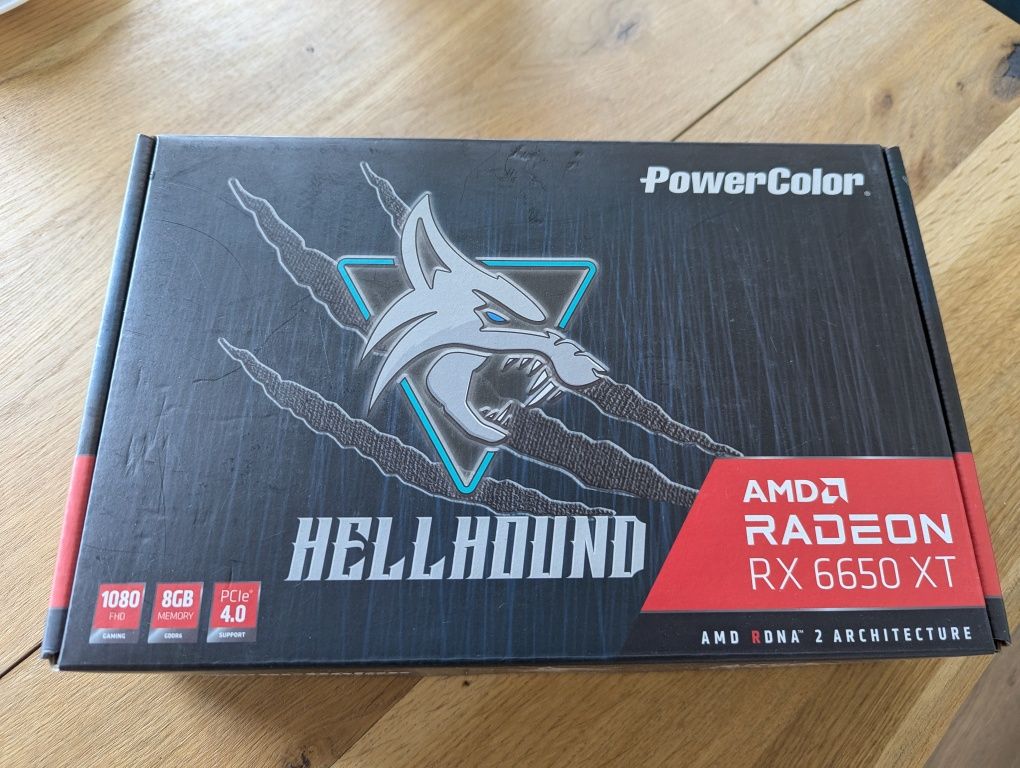 PowerColor®
HELLHOUND
AMD
RADEON
RX 6650 XT
1080
FHD
GAMING
8GB
MEMORY
GDDR6
PCIe®
4.0
SUPPORT
AMD RDNA™ 2 ARCHITECTURE